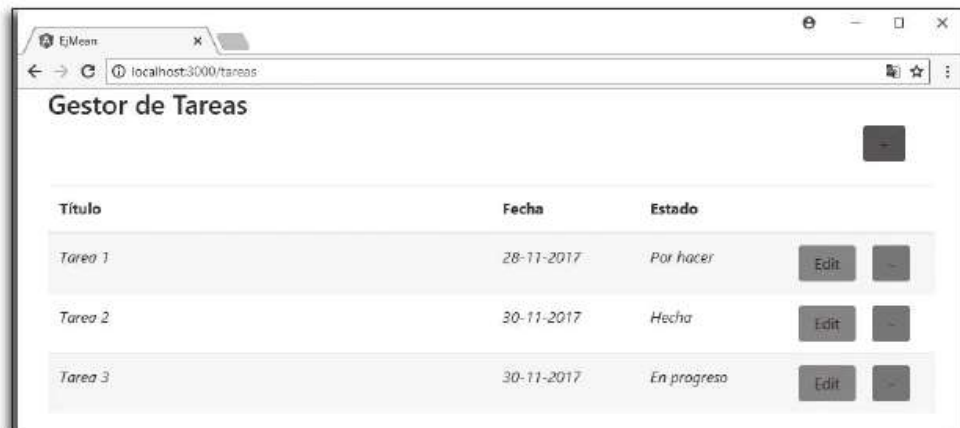 EjMean
localhost:3000/tareas
Gestor de Tareas
+
Título Fecha Estado
Tarea 1 28-11-2017 Por hacer Edit -
Tarea 2 30-11-2017 Hecha Edit -
Tarea 3 30-11-2017 En progreso Edit -